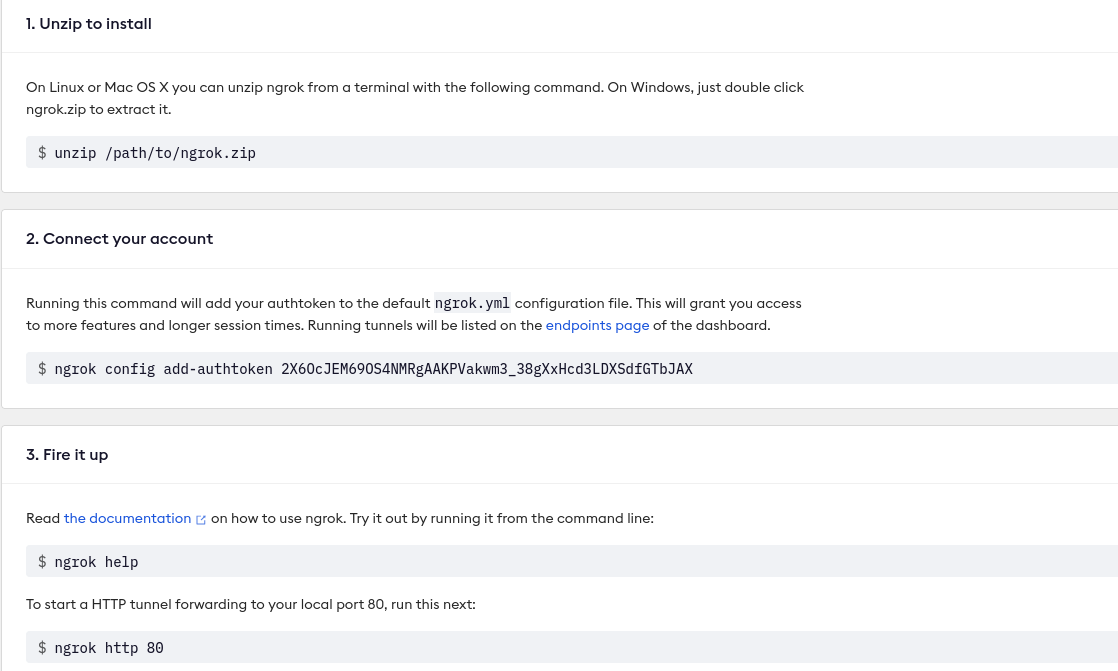 1. Unzip to install
On Linux or Mac OS X you can unzip ngrok from a terminal with the following command. On Windows, just double click
ngrok.zip to extract it.
$ unzip /path/to/ngrok.zip
2. Connect your account
Running this command will add your authtoken to the default ngrok.yml configuration file. This will grant you access
to more features and longer session times. Running tunnels will be listed on the endpoints page of the dashboard.
$ ngrok config add-authtoken 2X6OcJEM69OS4NMRgAAKPVakwm3_38gXxHcd3LDXSdfGTbJAX
3. Fire it up
Read the documentation on how to use ngrok. Try it out by running it from the command line:
$ ngrok help
To start a HTTP tunnel forwarding to your local port 80, run this next:
$ ngrok http 80